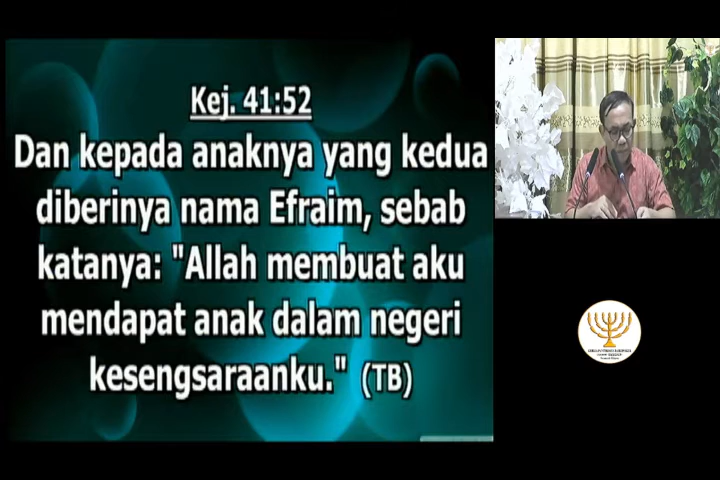 Kej. 41:52
Dan kepada anaknya yang kedua
diberinya nama Efraim, sebab
katanya: "Allah membuat aku
mendapat anak dalam negeri
kesengsaraanku." (TB)